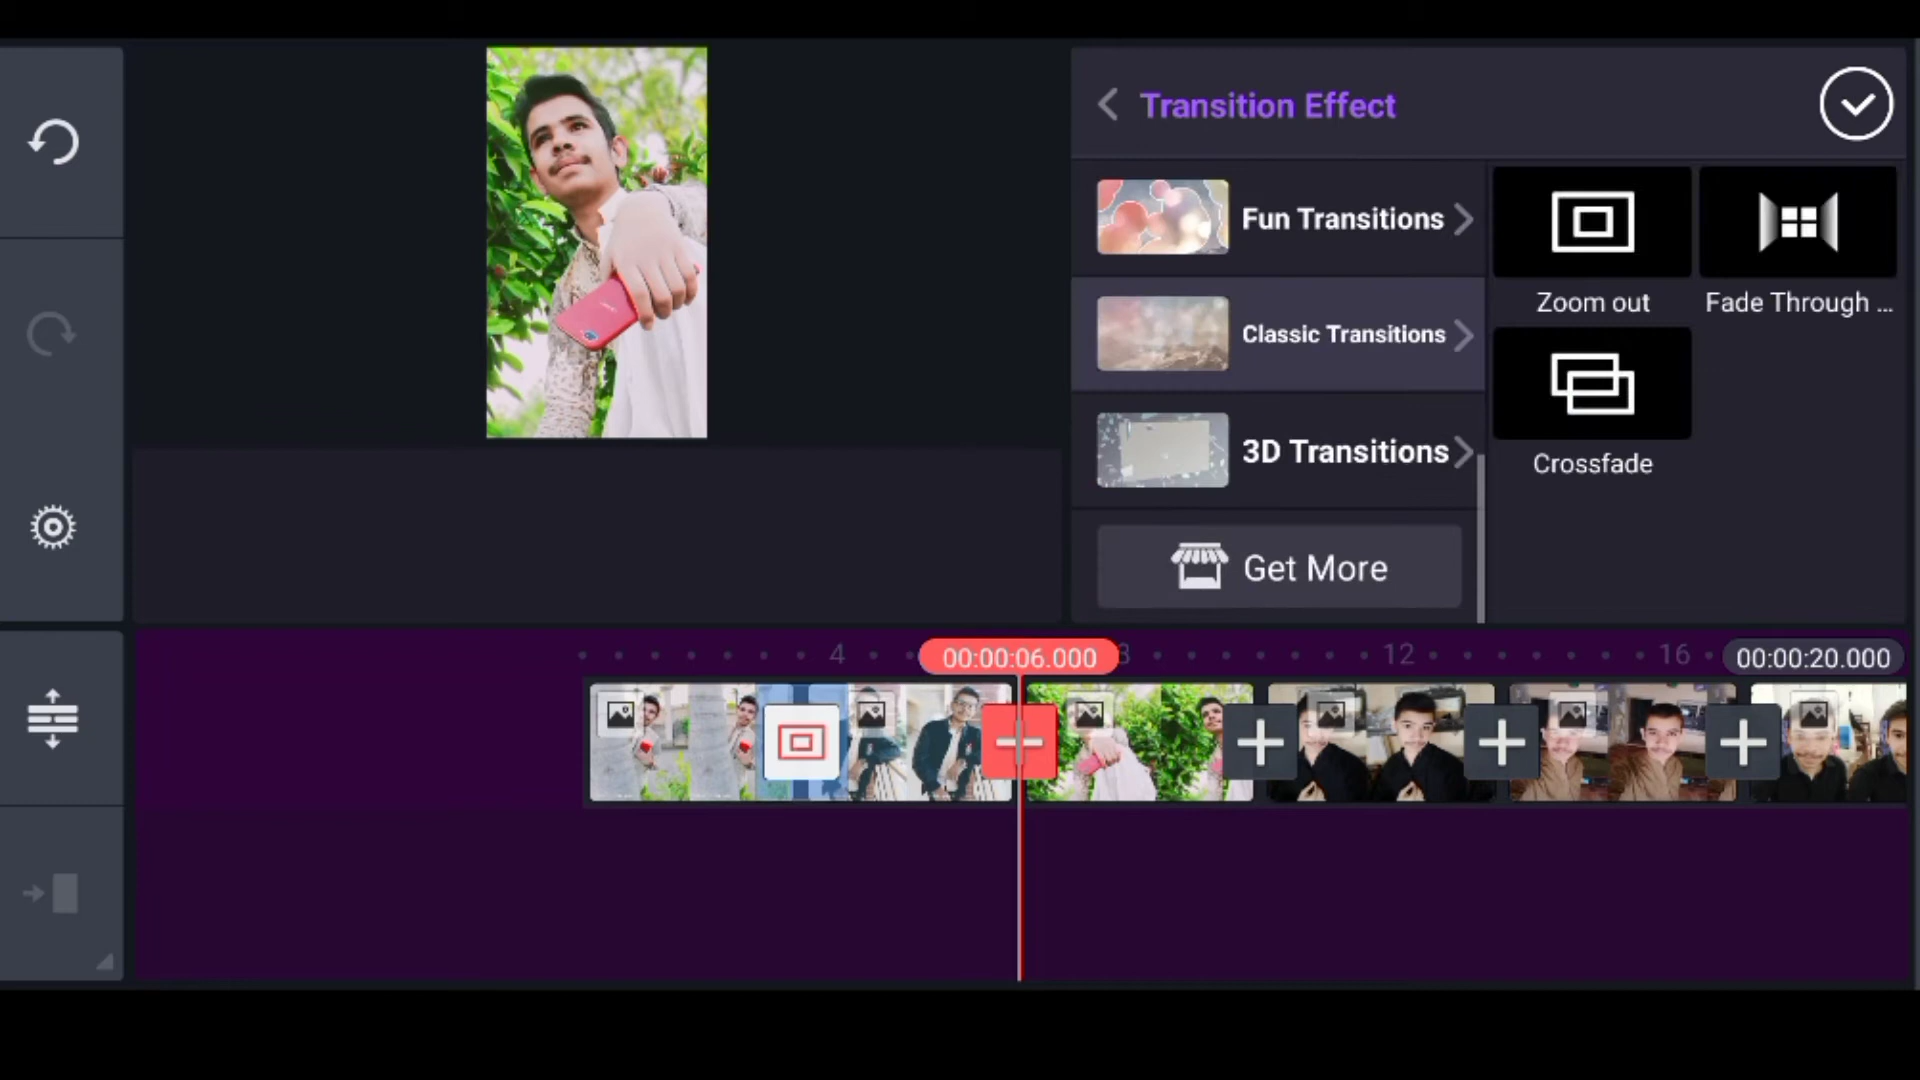 Transition Effect
Fun Transitions
Classic Transitions
3D Transitions
Get More
Zoom out
Fade Through ...
Crossfade
4
00:00:06.000
8
12
16
00:00:20.000